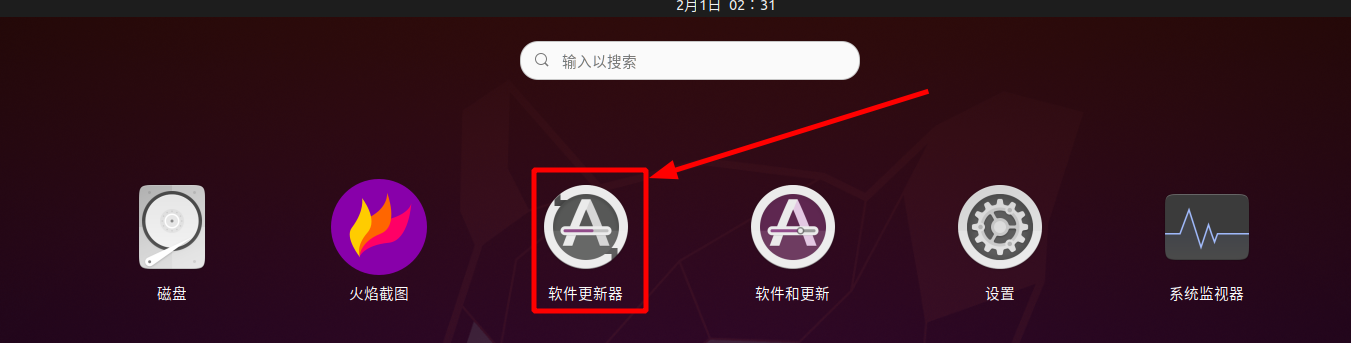 2月1日 02：31
输入以搜索
磁盘
火焰截图
软件更新器
软件和更新
设置
系统监视器